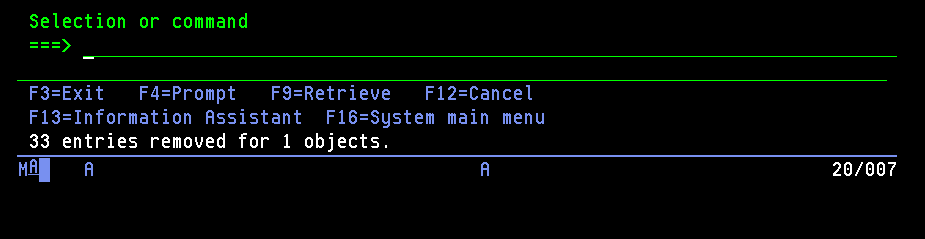 Selection or command
===>
F3=Exit   F4=Prompt   F9=Retrieve   F12=Cancel
F13=Information Assistant  F16=System main menu
33 entries removed for 1 objects.
MA    A    A    20/007